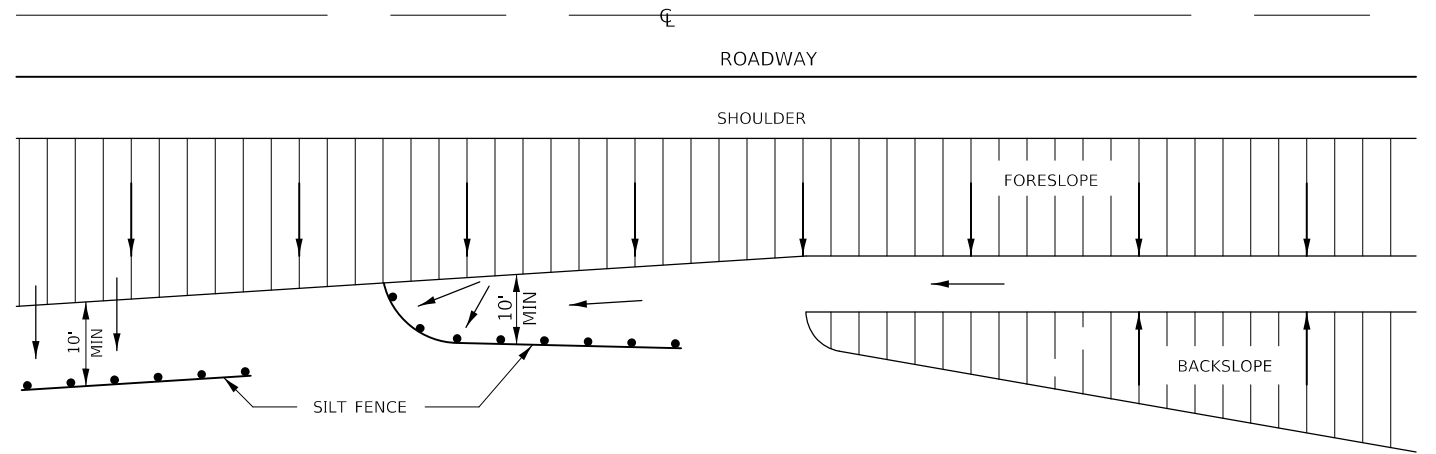 ℄
ROADWAY
SHOULDER
FORESLOPE
10'
MIN
10'
MIN
BACKSLOPE
SILT FENCE